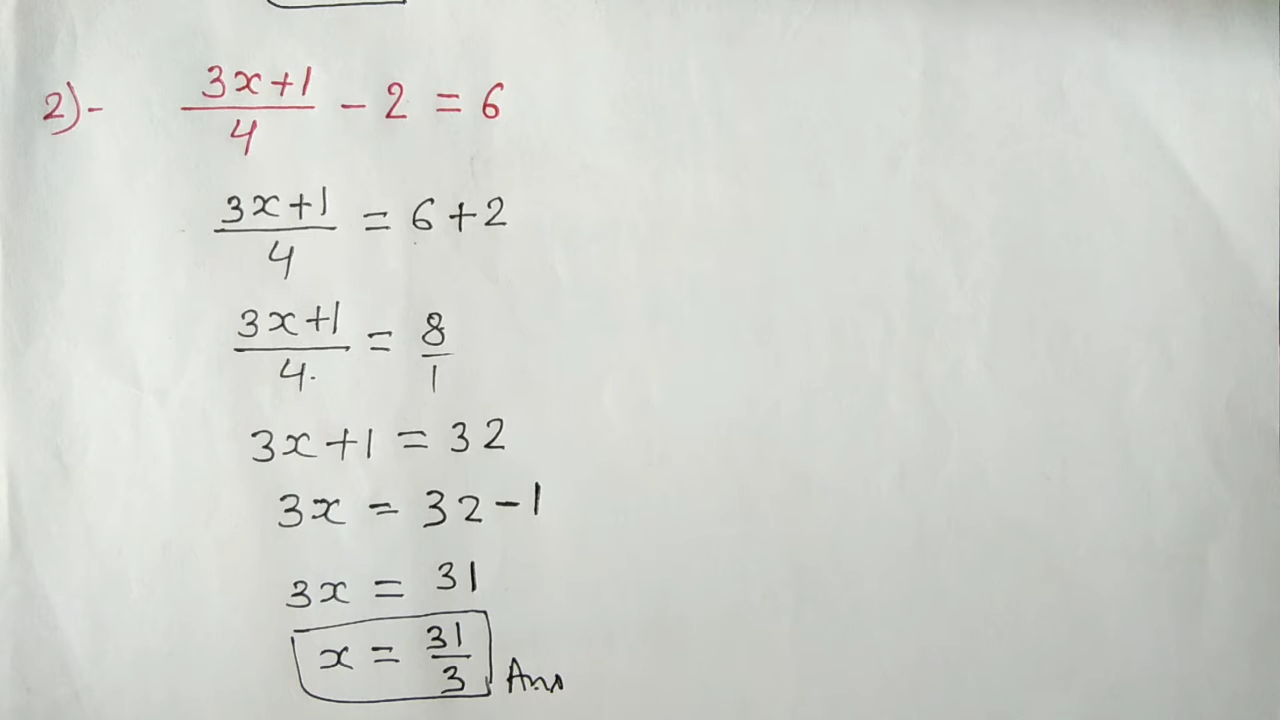 2)- (3x+1)/4 - 2 = 6
(3x+1)/4 = 6+2
(3x+1)/4. = 8/1
3x+1 = 32
3x = 32-1
3x = 31
x = 31/3 Ans